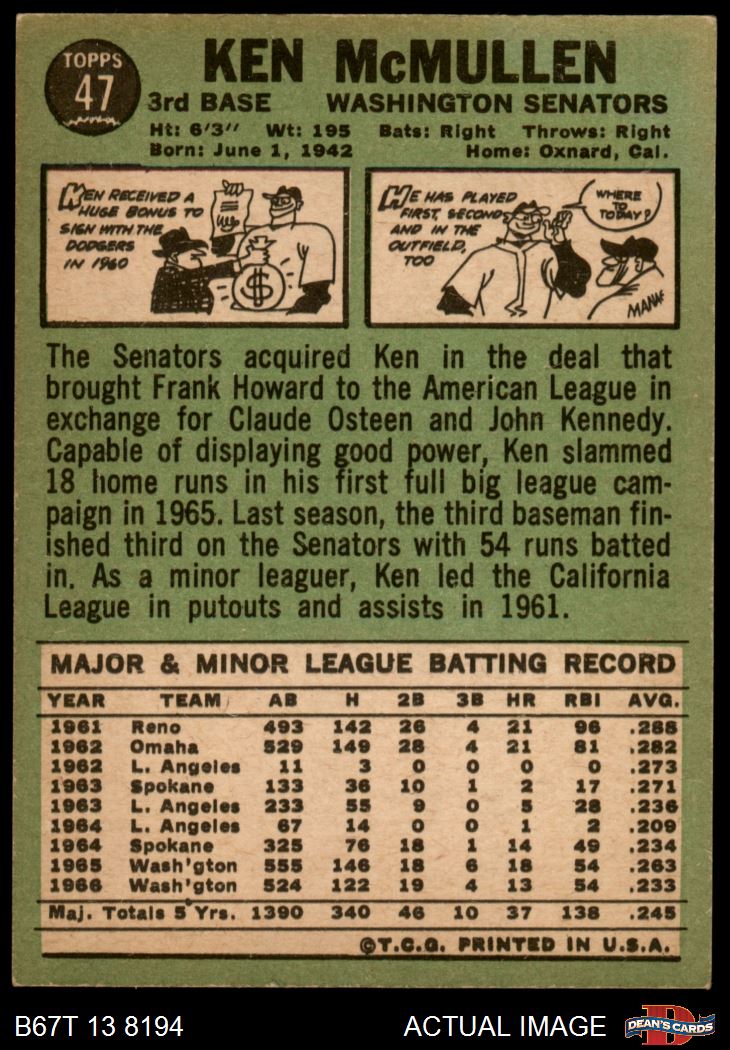 TOPPS
47
KEN McMULLEN
3rd BASE WASHINGTON SENATORS
Ht: 6'3" Wt: 195 Bats: Right Throws: Right
Born: June 1, 1942 Home: Oxnard, Cal.
KEN RECEIVED A
HUGE BONUS TO
SIGN WITH THE
DODGERS
IN 1960
$
HE HAS PLAYED
FIRST, SECOND
AND IN THE
OUTFIELD,
TOO
WHERE
TO
TODAY?
The Senators acquired Ken in the deal that
brought Frank Howard to the American League in
exchange for Claude Osteen and John Kennedy.
Capable of displaying good power, Ken slammed
18 home runs in his first full big league cam-
paign in 1965. Last season, the third baseman fin-
ished third on the Senators with 54 runs batted
in. As a minor leaguer, Ken led the California
League in putouts and assists in 1961.
MAJOR & MINOR LEAGUE BATTING RECORD
YEAR TEAM AB H 2B 3B HR RBI AVG.
1961 Reno 493 142 26 4 21 96 .288
1962 Omaha 529 149 28 4 21 81 .282
1962 L. Angeles 11 3 0 0 0 0 .273
1963 Spokane 133 36 10 1 2 17 .271
1963 L. Angeles 233 55 9 0 5 28 .236
1964 L. Angeles 67 14 0 0 1 2 .209
1964 Spokane 325 76 18 1 14 49 .234
1965 Wash'gton 555 146 18 6 18 54 .263
1966 Wash'gton 524 122 19 4 13 54 .233
Maj. Totals 5 Yrs. 1390 340 46 10 37 138 .245
©T.C.G. PRINTED IN U.S.A.
B67T 13 8194 ACTUAL IMAGE
D
DEAN'S CARDS